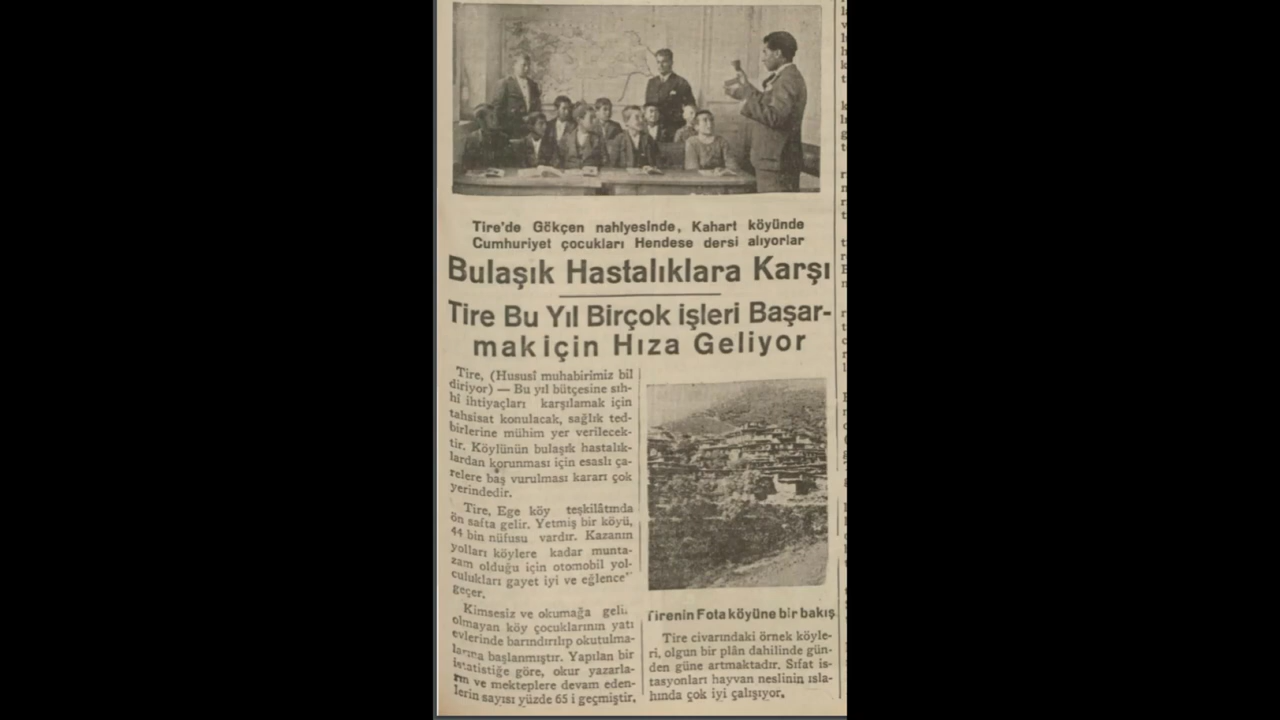 Tire'de Gökçen nahiyesinde, Kahart köyünde
Cumhuriyet çocukları Hendese dersi alıyorlar
Bulaşık Hastalıklara Karşı
Tire Bu Yıl Birçok işleri Başar-
mak için Hıza Geliyor
Tire, (Hususî muhabirimiz bil
diriyor) — Bu yıl bütçesine sıh-
hî ihtiyaçları karşılamak için
tahsisat konulacak, sağlık ted-
birlerine mühim yer verilecek-
tir. Köylünün bulaşık hastalık-
lardan korunması için esaslı ça-
relere baş vurulması kararı çok
yerindedir.
Tire, Ege köy teşkilâtında
ön safta gelir. Yetmiş bir köyü,
44 bin nüfusu vardır. Kazanın
yolları köylere kadar munta-
zam olduğu için otomobil yol-
culukları gayet iyi ve eğlence
geçer.
Kimsesiz ve okumağa geli
olmayan köy çocuklarının yatı
evlerinde barındırılıp okutulma-
larına başlanmıştır. Yapılan bir
istatistiğe göre, okur yazarla-
rın ve mekteplere devam eden-
lerin sayısı yüzde 65 i geçmiştir.
Tirenin Fota köyüne bir bakış
Tire civarındaki örnek köyle-
ri, olgun bir plân dahilinde gün-
den güne artmaktadır. Sıfat is-
tasyonları hayvan neslinin ısla-
hında çok iyi çalışıyor.